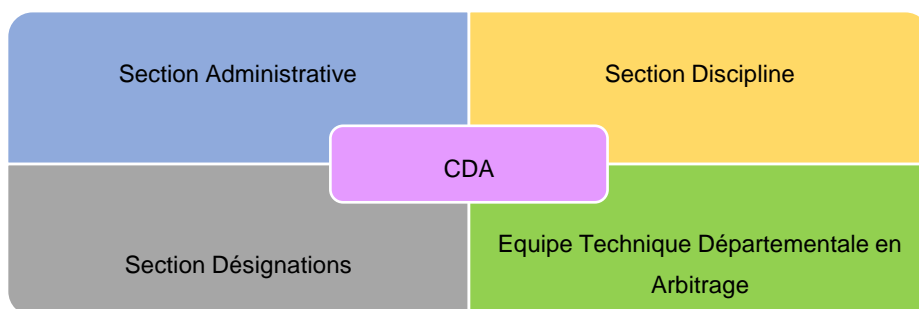 Section Administrative
Section Discipline
CDA
Section Désignations
Equipe Technique Départementale en
Arbitrage